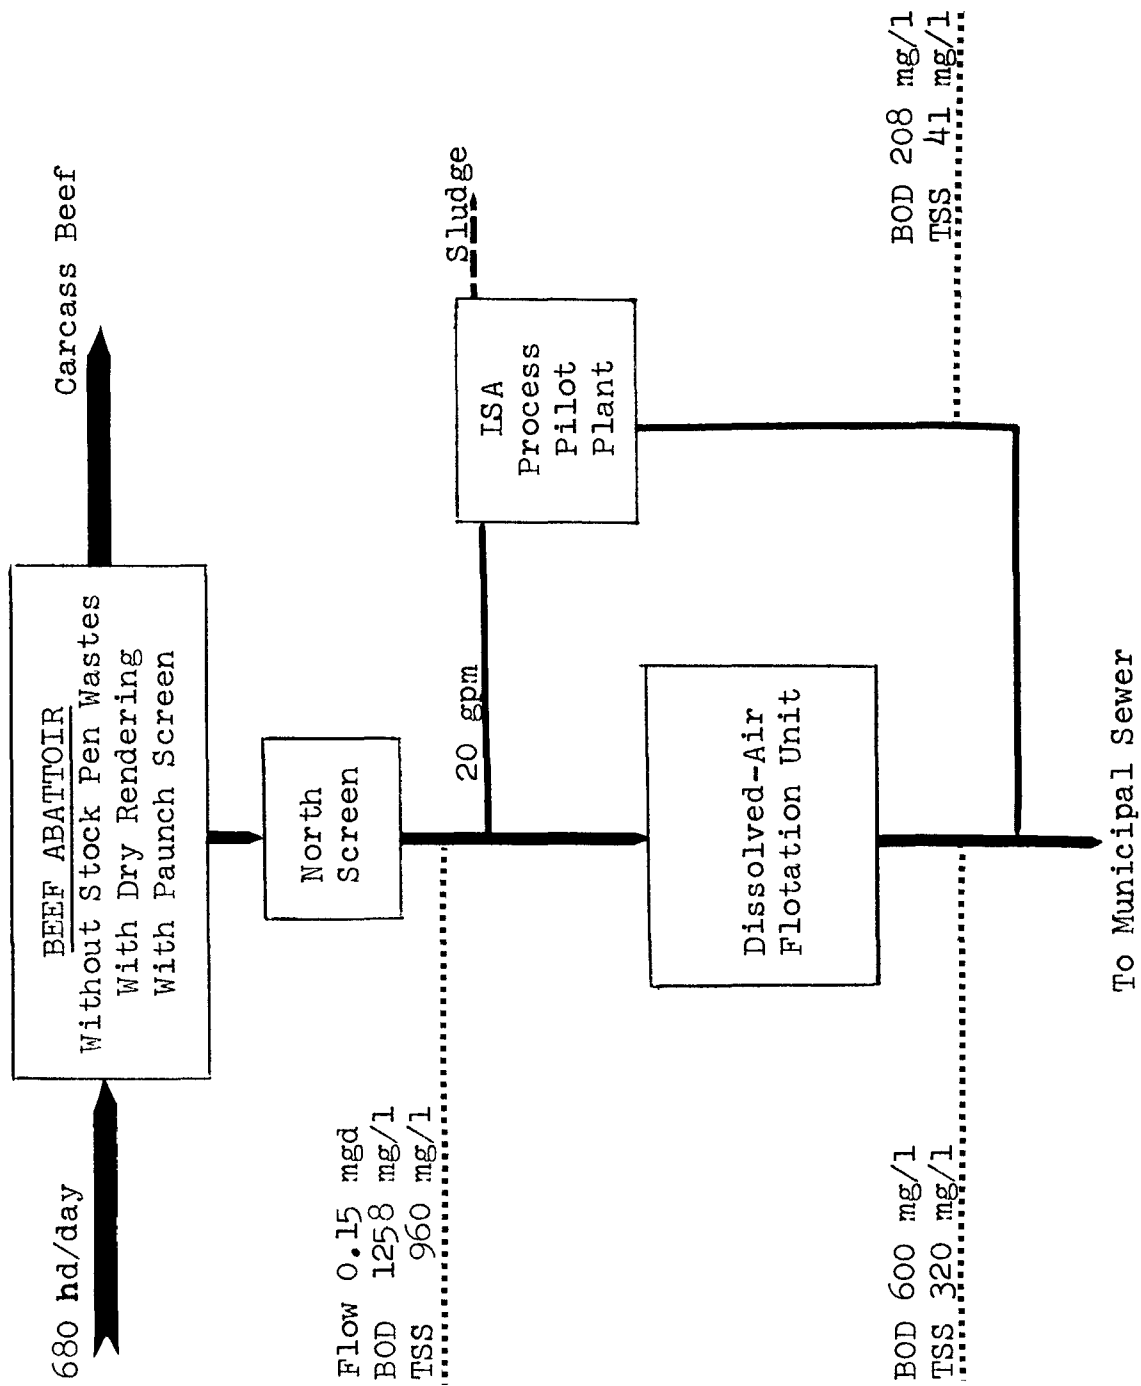 680 hd/day
BEEF ABATTOIR
Without Stock Pen Wastes
With Dry Rendering
With Paunch Screen
Carcass Beef
North
Screen
Flow 0.15 mgd
BOD 1258 mg/l
TSS 960 mg/l
20 gpm
LSA
Process
Pilot
Plant
Sludge
Dissolved-Air
Flotation Unit
BOD 600 mg/l
TSS 320 mg/l
BOD 208 mg/l
TSS 41 mg/l
To Municipal Sewer